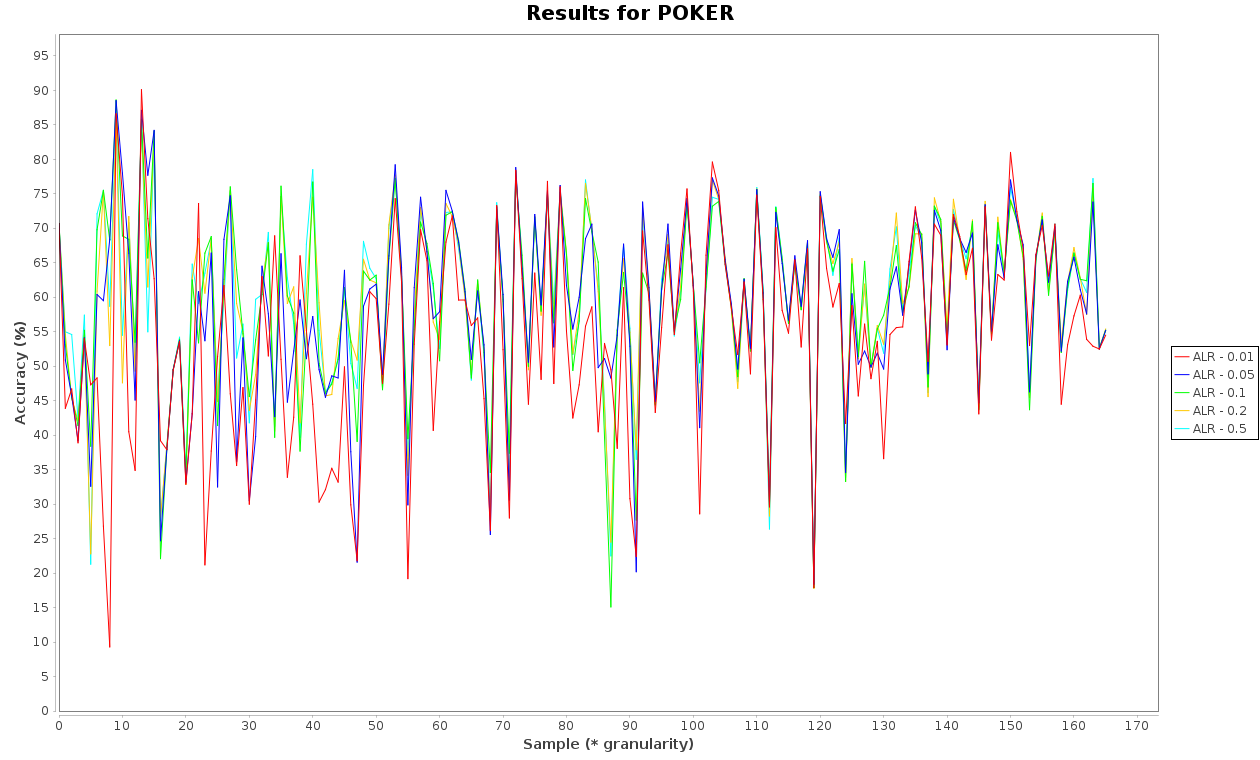 Results for POKER
Accuracy (%)
95
90
85
80
75
70
65
60
55
50
45
40
35
30
25
20
15
10
5
0
0 10 20 30 40 50 60 70 80 90 100 110 120 130 140 150 160 170
Sample (* granularity)
ALR - 0.01
ALR - 0.05
ALR - 0.1
ALR - 0.2
ALR - 0.5